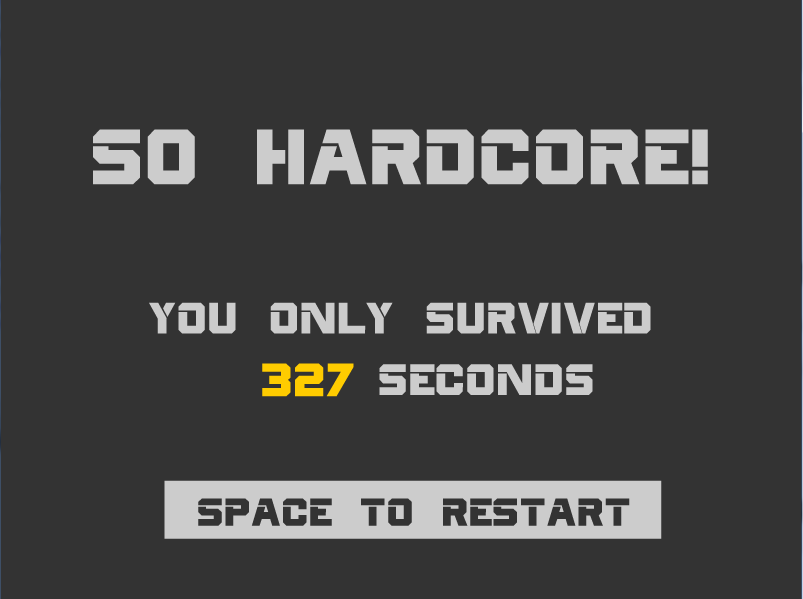 SO HARDCORE!
YOU ONLY SURVIVED
327 SECONDS
SPACE TO RESTART